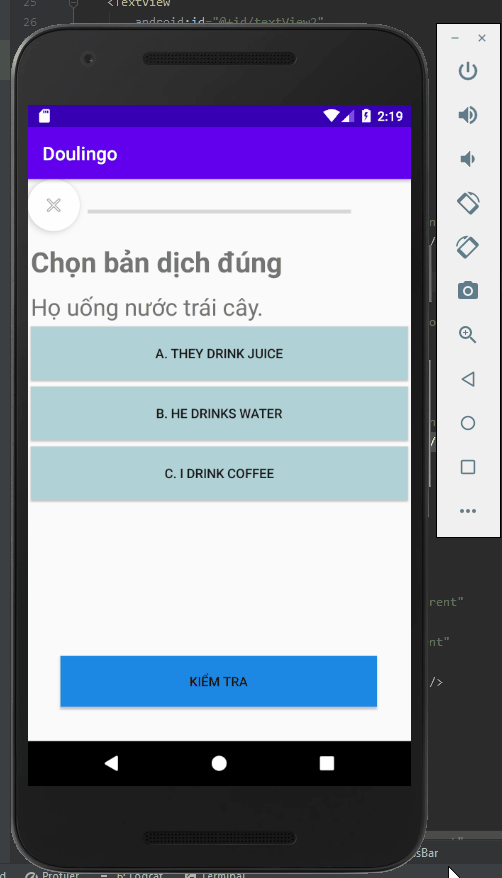 25 <TextView
26 android:id="@+id/textView2"
2:19
Doulingo
Chọn bản dịch đúng
Họ uống nước trái cây.
A. THEY DRINK JUICE
B. HE DRINKS WATER
C. I DRINK COFFEE
rent"
nt"
KIỂM TRA
/>
sBar
Profiler 6: Logcat Terminal